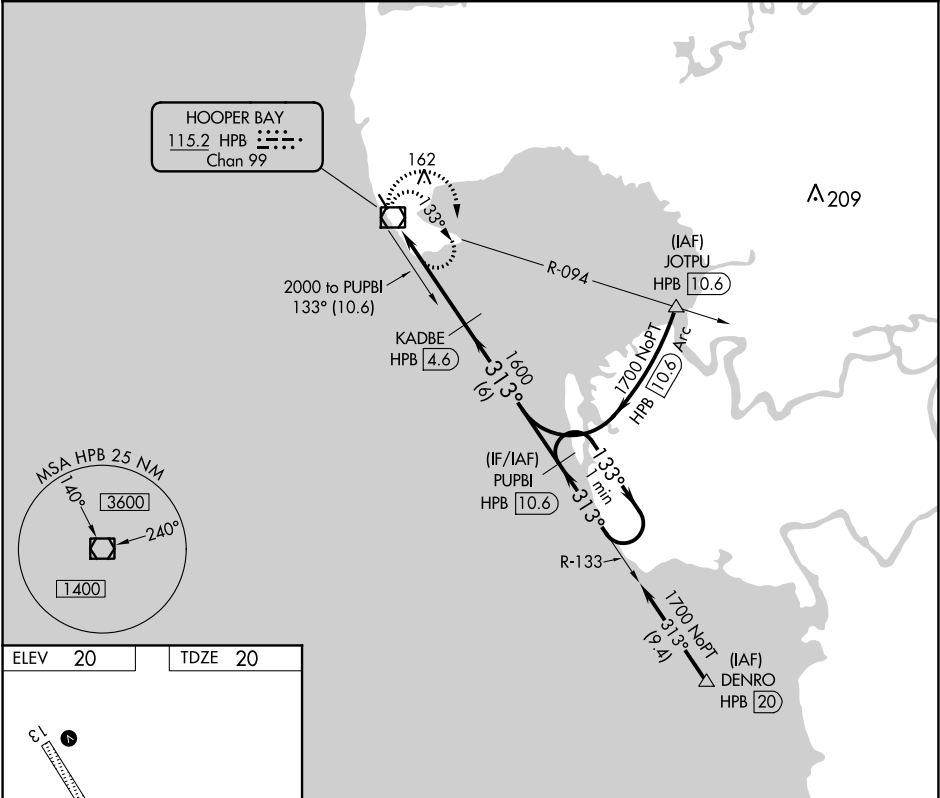 HOOPER BAY
115.2 HPB
Chan 99
162
209
133°
R-094
(IAF)
JOTPU
HPB 10.6
2000 to PUPBI
133° (10.6)
KADBE
HPB 4.6
1600
313°
(6)
1700 NoPT
HPB 10.6 Arc
(IF/IAF)
PUPBI
HPB 10.6
133°
1 min
313°
R-133
1700 NoPT
313°
(9.4)
(IAF)
DENRO
HPB 20
MSA HPB 25 NM
140°
3600
240°
1400
ELEV 20
TDZE 20
13
V